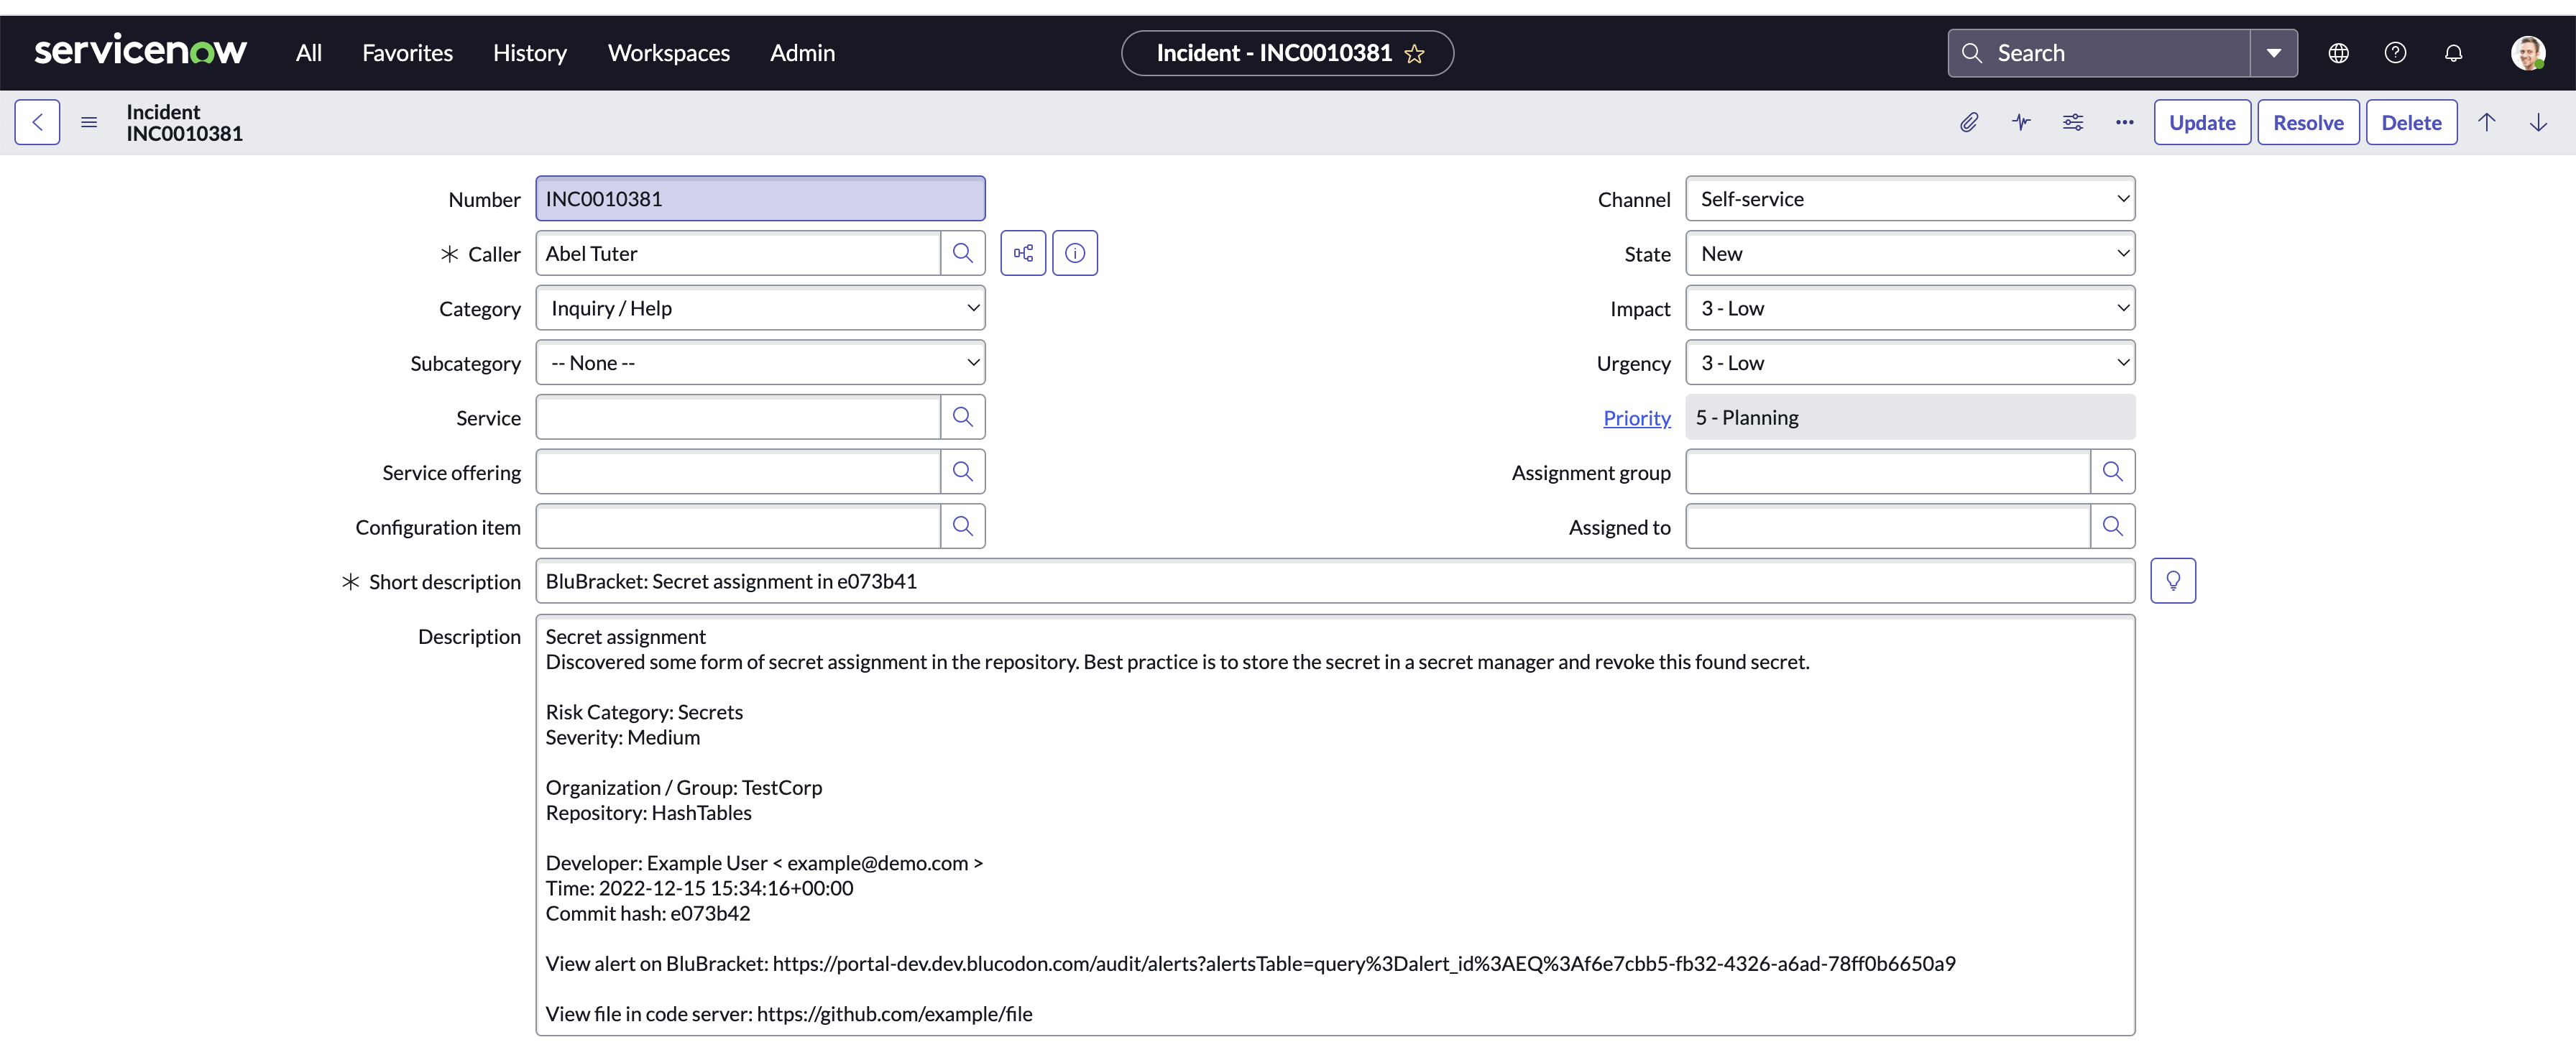 servicenow All Favorites History Workspaces Admin Incident - INC0010381 Search
Incident
INC0010381
Update Resolve Delete
Number INC0010381 Channel Self-service
Caller Abel Tuter State New
Category Inquiry / Help Impact 3 - Low
Subcategory -- None -- Urgency 3 - Low
Service Priority 5 - Planning
Service offering Assignment group
Configuration item Assigned to
Short description BluBracket: Secret assignment in e073b41
Description Secret assignment
Discovered some form of secret assignment in the repository. Best practice is to store the secret in a secret manager and revoke this found secret.
Risk Category: Secrets
Severity: Medium
Organization / Group: TestCorp
Repository: HashTables
Developer: Example User < example@demo.com >
Time: 2022-12-15 15:34:16+00:00
Commit hash: e073b42
View alert on BluBracket: https://portal-dev.dev.blucodon.com/audit/alerts?alertsTable=query%3Dalert_id%3AEQ%3Af6e7cbb5-fb32-4326-a6ad-78ff0b6650a9
View file in code server: https://github.com/example/file